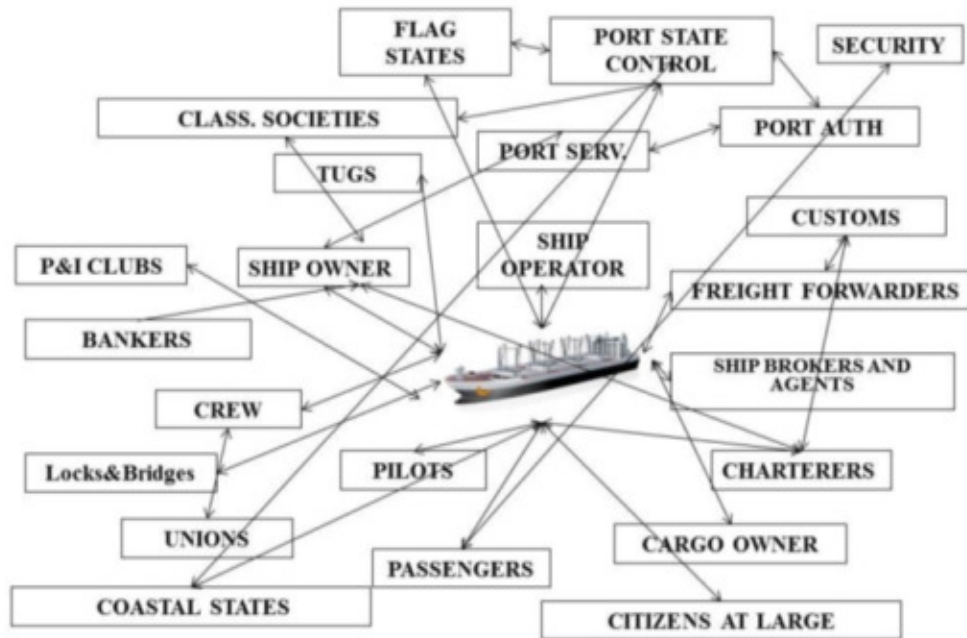 FLAG
STATES
PORT STATE
CONTROL
SECURITY
CLASS. SOCIETIES
PORT AUTH
PORT SERV.
TUGS
CUSTOMS
P&I CLUBS
SHIP OWNER
SHIP
OPERATOR
FREIGHT FORWARDERS
BANKERS
SHIP BROKERS AND
AGENTS
CREW
Locks&Bridges
PILOTS
CHARTERERS
UNIONS
PASSENGERS
CARGO OWNER
COASTAL STATES
CITIZENS AT LARGE